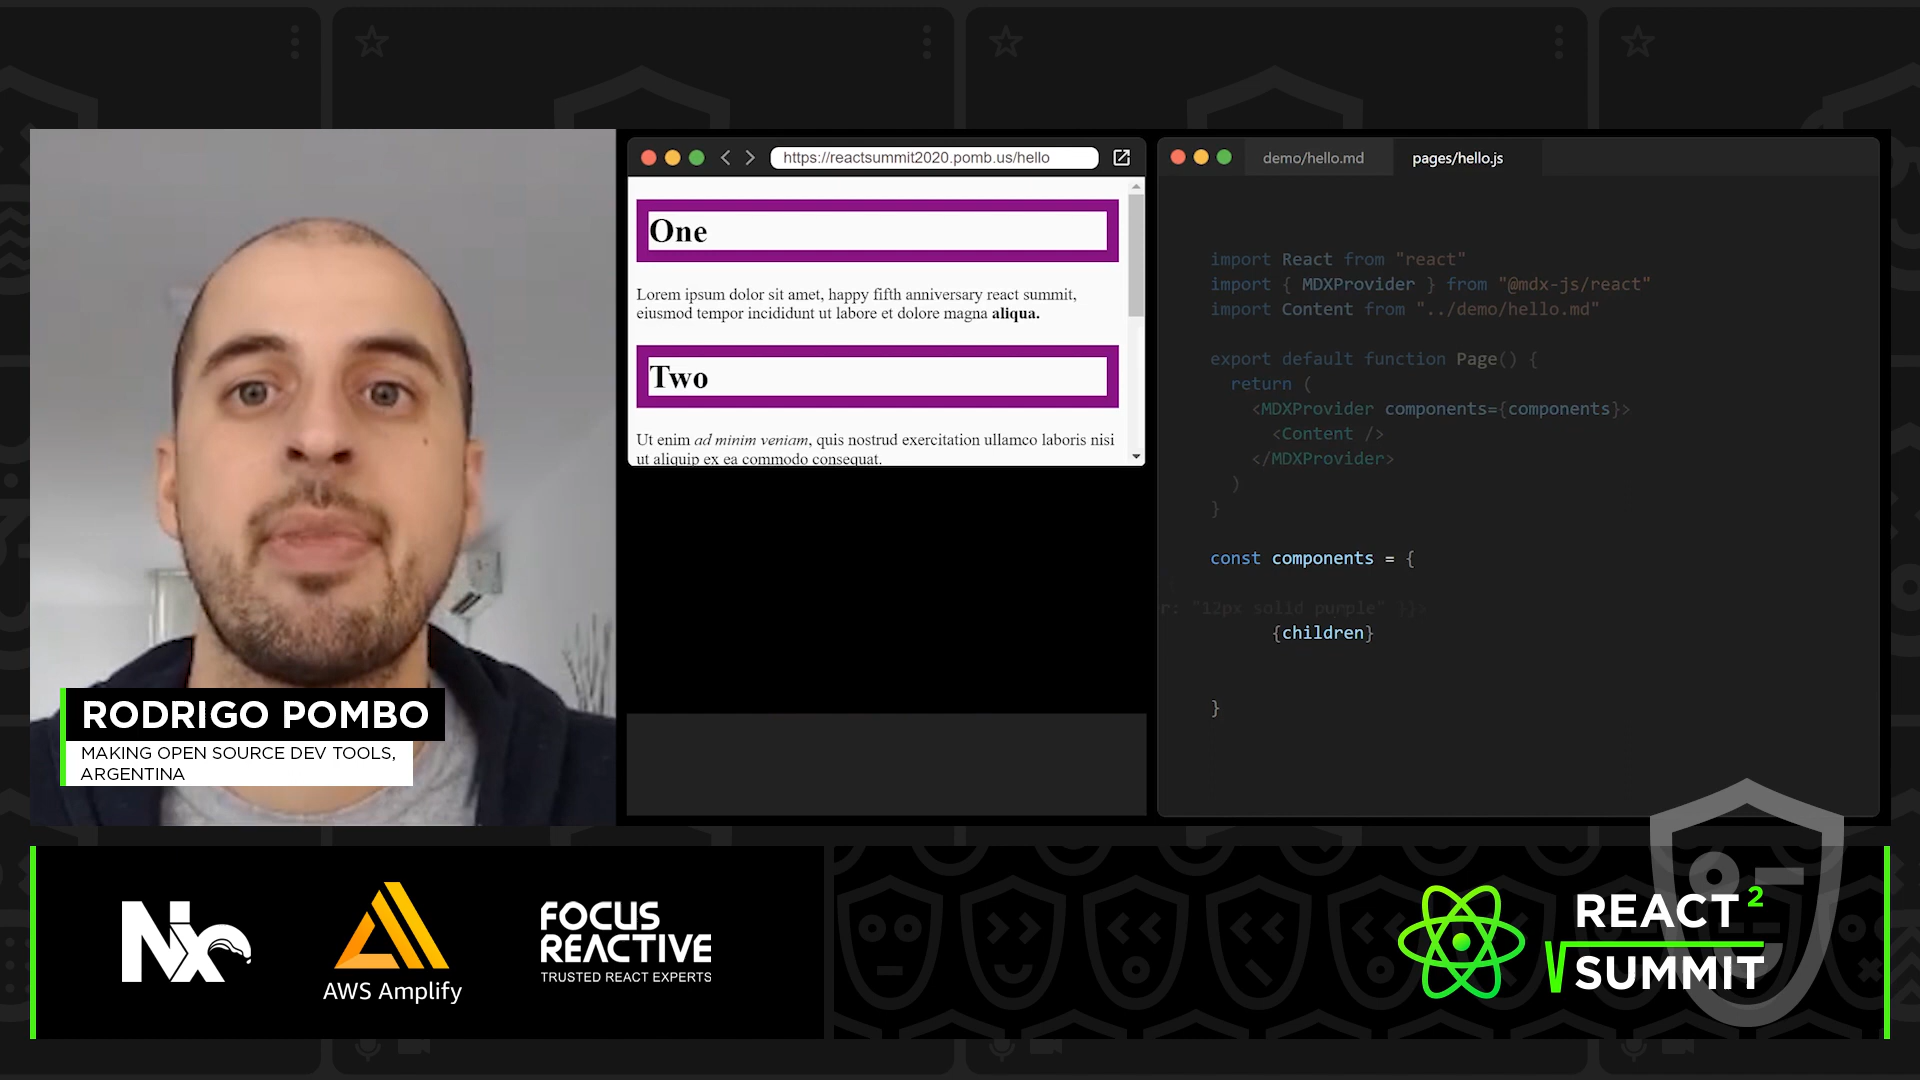 https://reactsummit2020.pomb.us/hello
One
Lorem ipsum dolor sit amet, happy fifth anniversary react summit,
eiusmod tempor incididunt ut labore et dolore magna aliqua.
Two
Ut enim ad minim veniam, quis nostrud exercitation ullamco laboris nisi
ut aliquip ex ea commodo consequat.
demo/hello.md
pages/hello.js
import React from "react"
import { MDXProvider } from "@mdx-js/react"
import Content from "../demo/hello.md"
export default function Page() {
return (
<MDXProvider components={components}>
<Content />
</MDXProvider>
)
}
const components = {
r: "12px solid purple" }}>
{children}
}
RODRIGO POMBO
MAKING OPEN SOURCE DEV TOOLS,
ARGENTINA
Nx
AWS Amplify
FOCUS
REACTIVE
TRUSTED REACT EXPERTS
REACT 2
SUMMIT